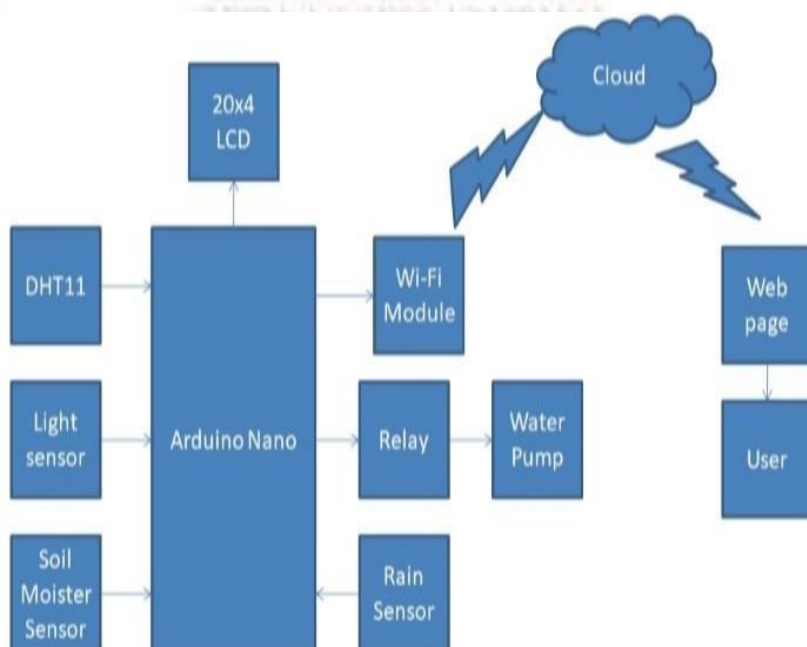 20x4
LCD
Cloud
DHT11
Wi-Fi
Module
Web
page
Light
sensor
Arduino Nano
Relay
Water
Pump
User
Soil
Moister
Sensor
Rain
Sensor